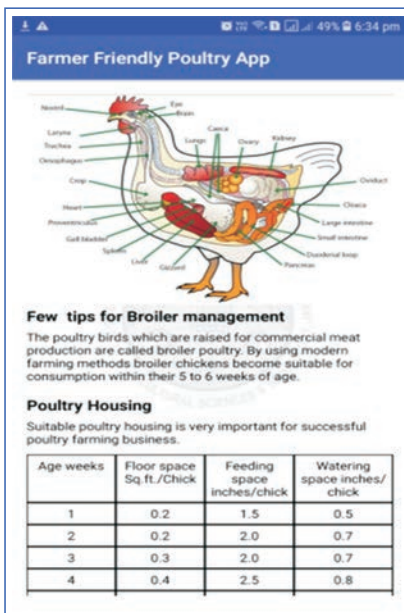 49% 6:34 pm
Farmer Friendly Poultry App
Nostril
Eye
Brain
Larynx
Trachea
Oesophagus
Crop
Heart
Proventriculus
Gall bladder
Spleen
Liver
Gizzard
Lungs
Caeca
Ovary
Kidney
Oviduct
Cloaca
Large intestine
Small intestine
Duodenal loop
Pancreas
Few tips for Broiler management
The poultry birds which are raised for commercial meat
production are called broiler poultry. By using modern
farming methods broiler chickens become suitable for
consumption within their 5 to 6 weeks of age.
Poultry Housing
Suitable poultry housing is very important for successful
poultry farming business.
Age weeks Floor space Feeding Watering
Sq.ft./Chick space space inches/
inches/chick chick
1 0.2 1.5 0.5
2 0.2 2.0 0.7
3 0.3 2.0 0.7
4 0.4 2.5 0.8